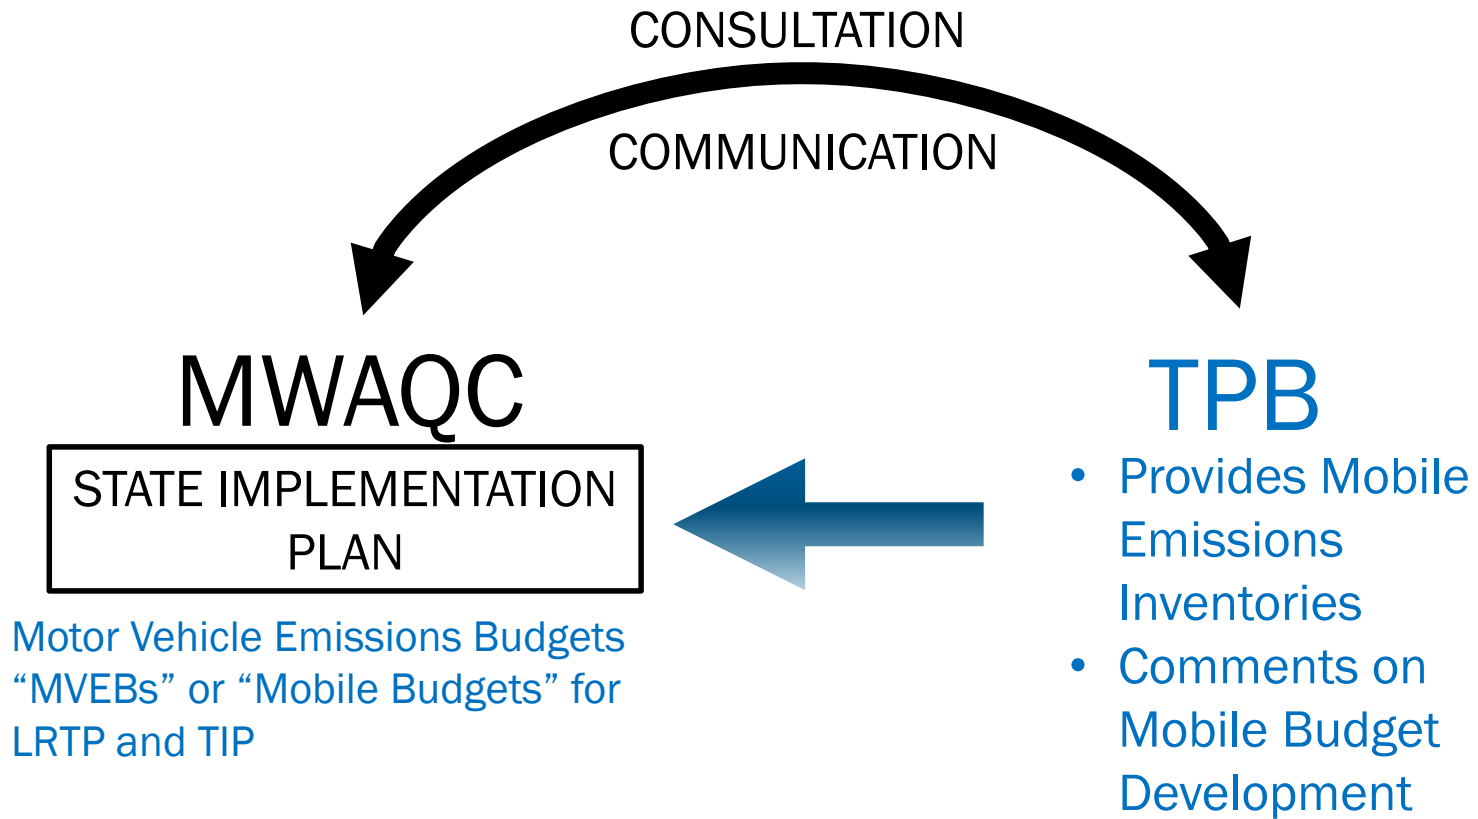 CONSULTATION
COMMUNICATION
MWAQC
STATE IMPLEMENTATION
PLAN
Motor Vehicle Emissions Budgets
“MVEBs” or “Mobile Budgets” for
LRTP and TIP
TPB
• Provides Mobile
Emissions
Inventories
• Comments on
Mobile Budget
Development